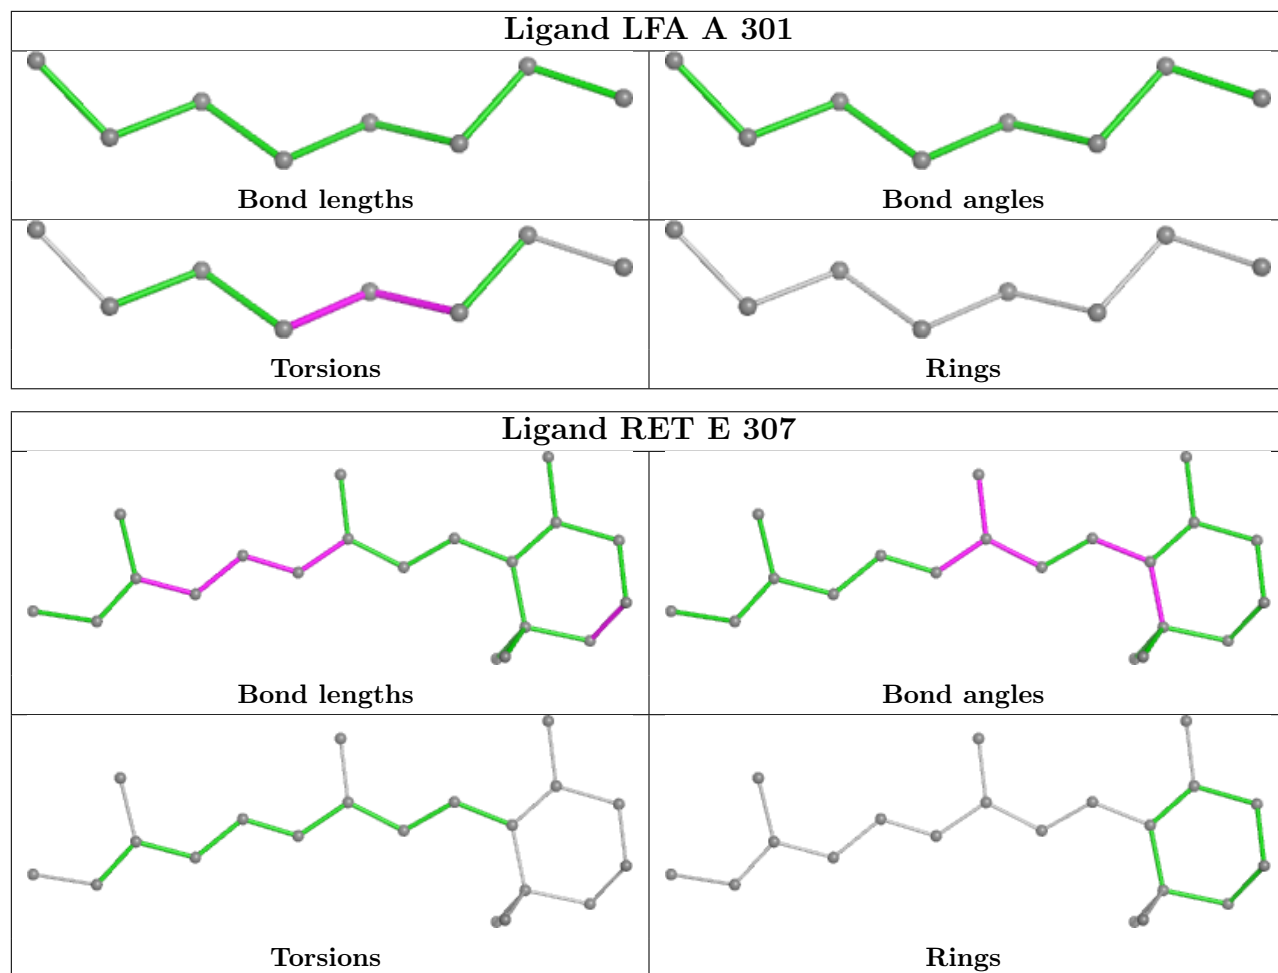 Ligand LFA A 301
Bond lengths
Bond angles
Torsions
Rings
Ligand RET E 307
Bond lengths
Bond angles
Torsions
Rings